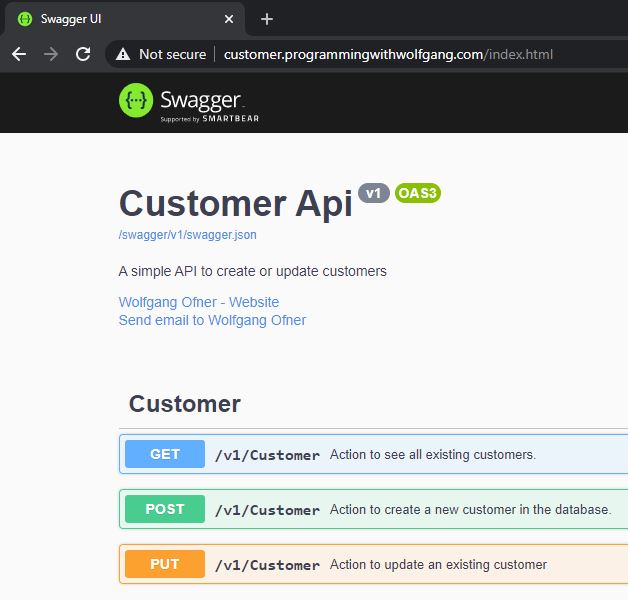 Swagger UI
Not secure customer.programmingwithwolfgang.com/index.html
{···} Swagger
Supported by SMARTBEAR
Customer Api v1 OAS3
/swagger/v1/swagger.json
A simple API to create or update customers
Wolfgang Ofner - Website
Send email to Wolfgang Ofner
Customer
GET /v1/Customer Action to see all existing customers.
POST /v1/Customer Action to create a new customer in the database.
PUT /v1/Customer Action to update an existing customer